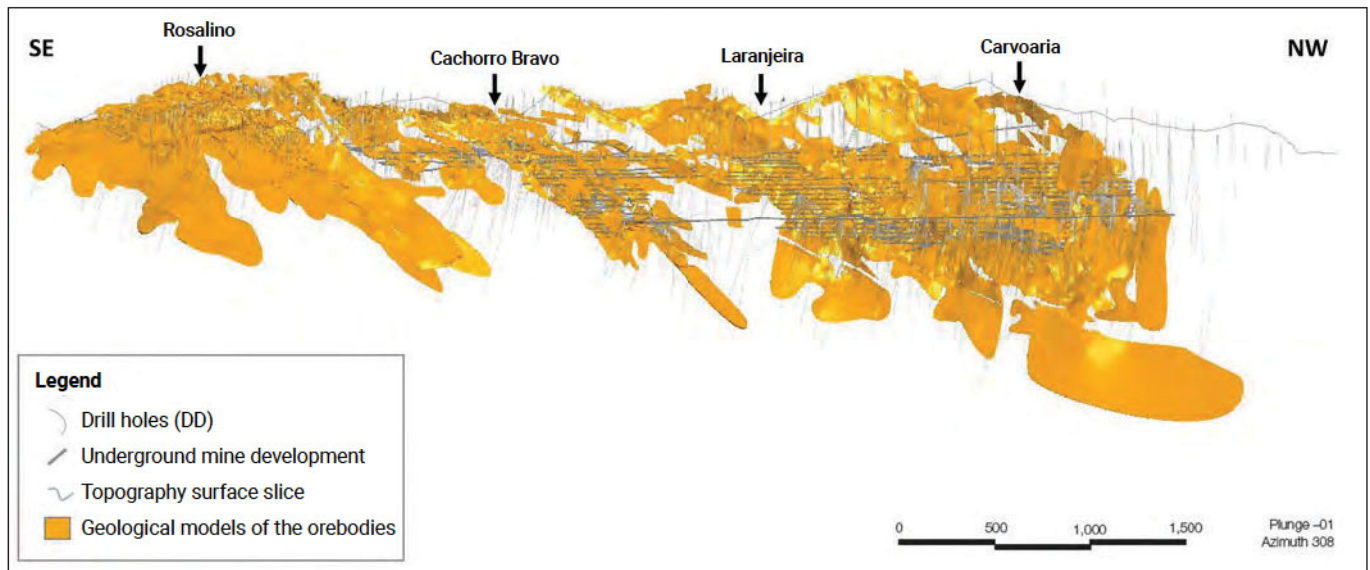 SE
Rosalino
Cachorro Bravo
Laranjeira
Carvoaria
NW
Legend
Drill holes (DD)
Underground mine development
Topography surface slice
Geological models of the orebodies
0 500 1,000 1,500
Plunge –01
Azimuth 308